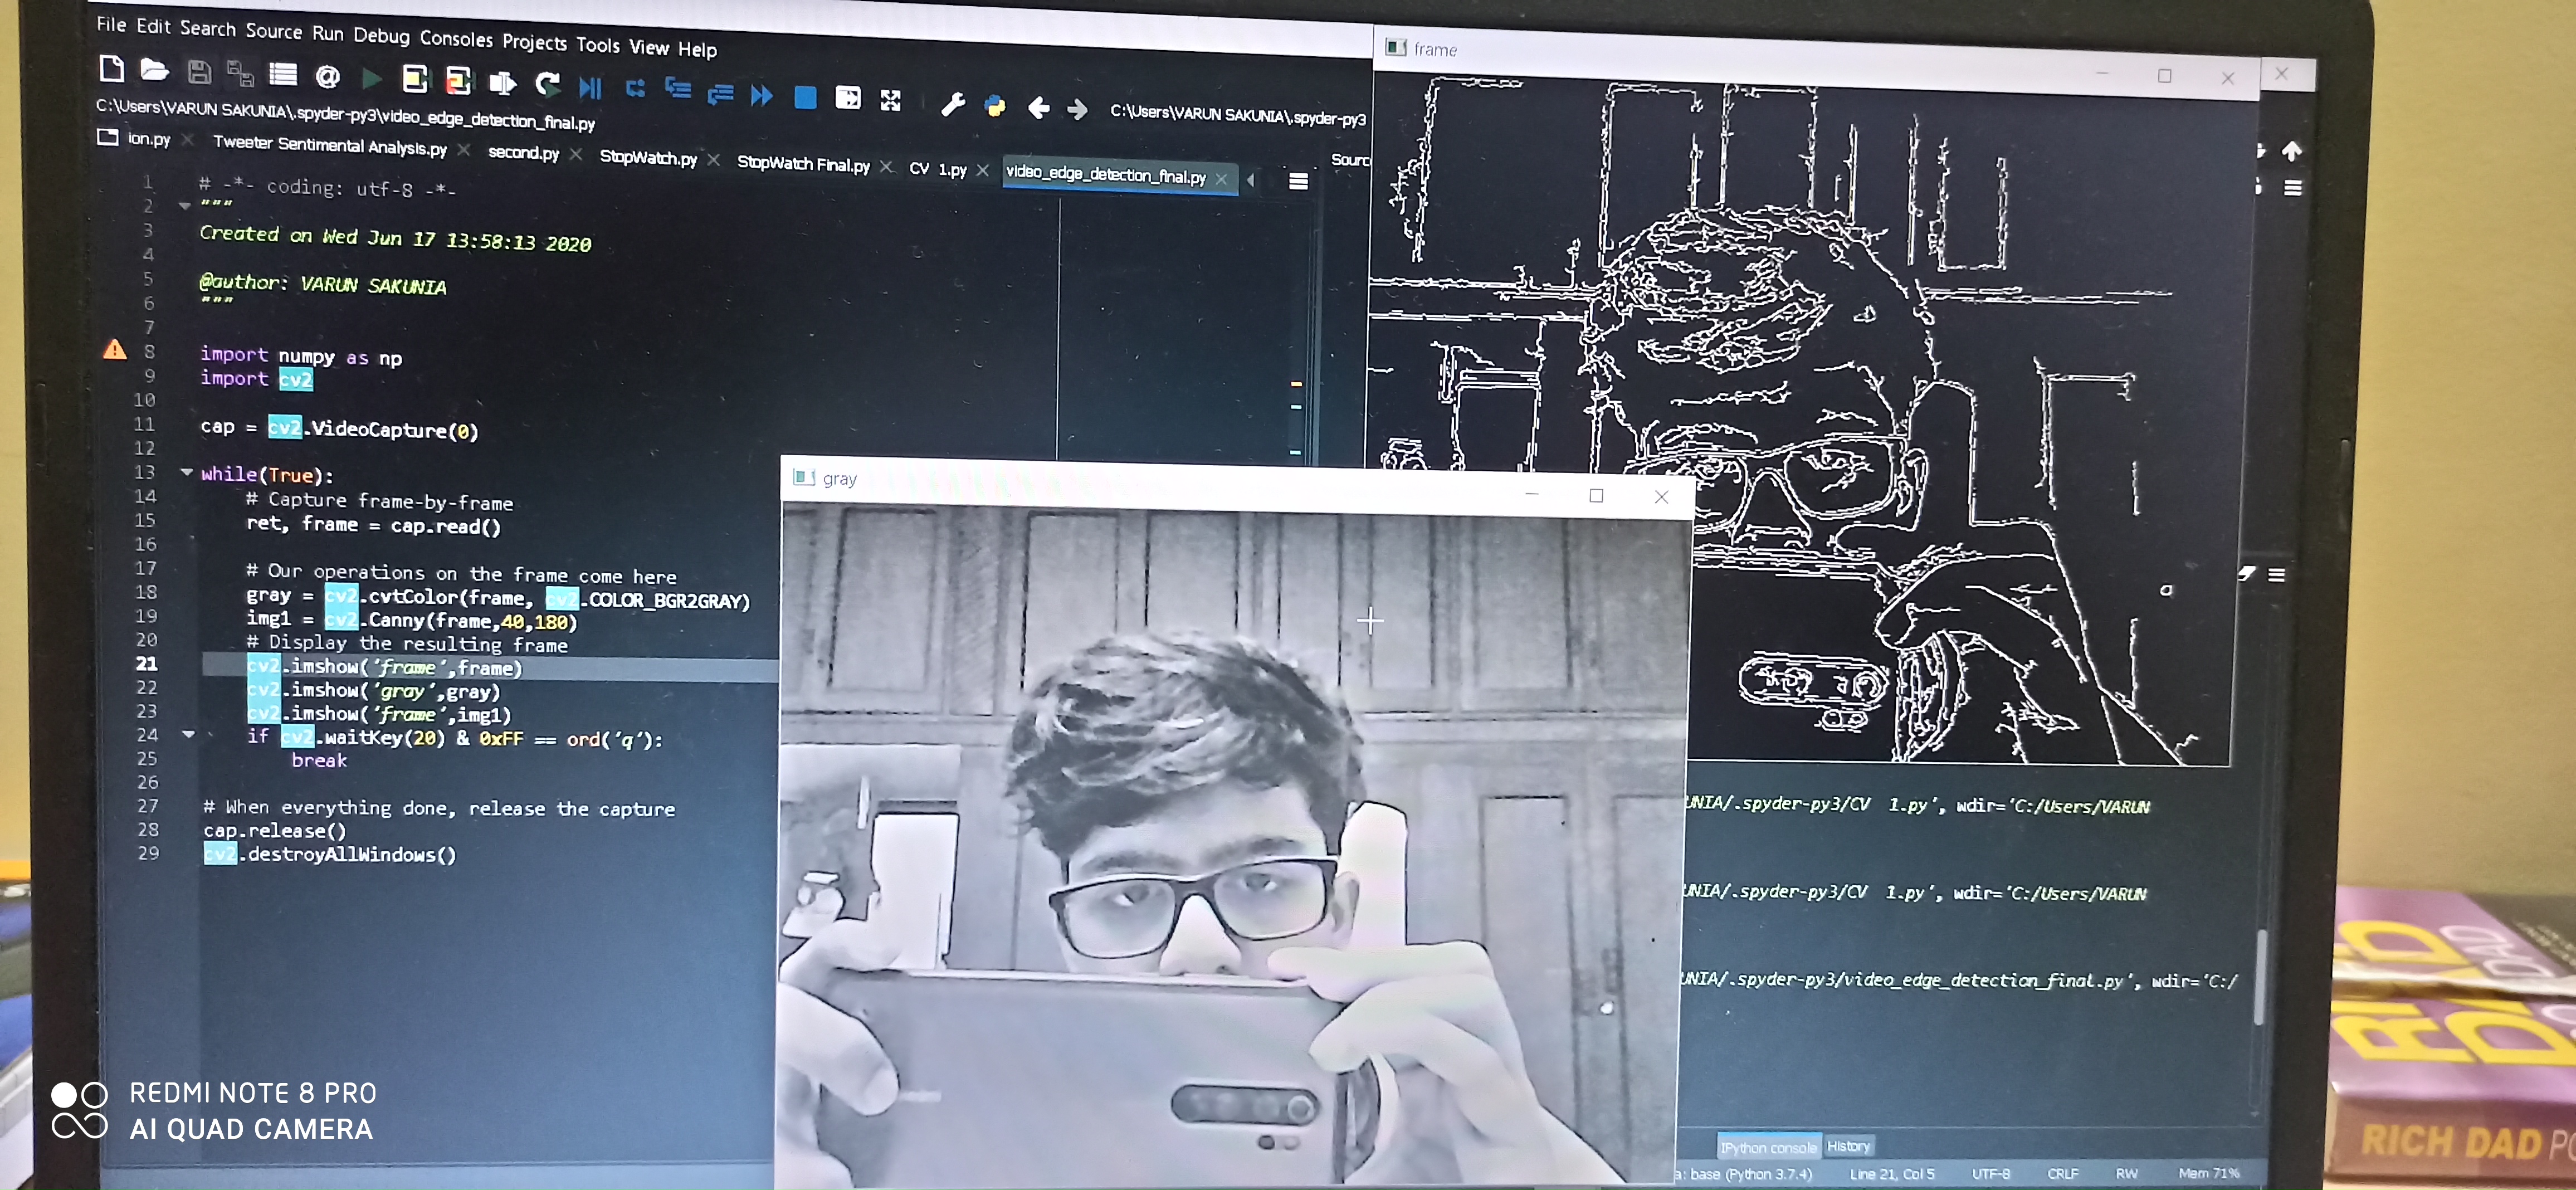 File Edit Search Source Run Debug Consoles Projects Tools View Help
C:\Users\VARUN SAKUNIA\.spyder-py3\video_edge_detection_final.py
C:\Users\VARUN SAKUNIA\.spyder-py3
ion.py
Tweeter Sentimental Analysis.py
second.py
StopWatch.py
StopWatch Final.py
CV 1.py
video_edge_detection_final.py
Sourc
1 # -*- coding: utf-8 -*-
2 """
3 Created on Wed Jun 17 13:58:13 2020
4
5 @author: VARUN SAKUNIA
6 """
7
8 import numpy as np
9 import cv2
10
11 cap = cv2.VideoCapture(0)
12
13 while(True):
14 # Capture frame-by-frame
15 ret, frame = cap.read()
16
17 # Our operations on the frame come here
18 gray = cv2.cvtColor(frame, cv2.COLOR_BGR2GRAY)
19 img1 = cv2.Canny(frame,40,180)
20 # Display the resulting frame
21 cv2.imshow('frame',frame)
22 cv2.imshow('gray',gray)
23 cv2.imshow('frame',img1)
24 if cv2.waitKey(20) & 0xFF == ord('q'):
25 break
26
27 # When everything done, release the capture
28 cap.release()
29 cv2.destroyAllWindows()
frame
gray
UNIA/.spyder-py3/CV 1.py', wdir='C:/Users/VARUN
UNIA/.spyder-py3/CV 1.py', wdir='C:/Users/VARUN
UNIA/.spyder-py3/video_edge_detection_final.py', wdir='C:/
IPython console History
a: base (Python 3.7.4) Line 21, Col 5 UTF-8 CRLF RW Mem 71%
RICH DAD PO
REDMI NOTE 8 PRO
AI QUAD CAMERA